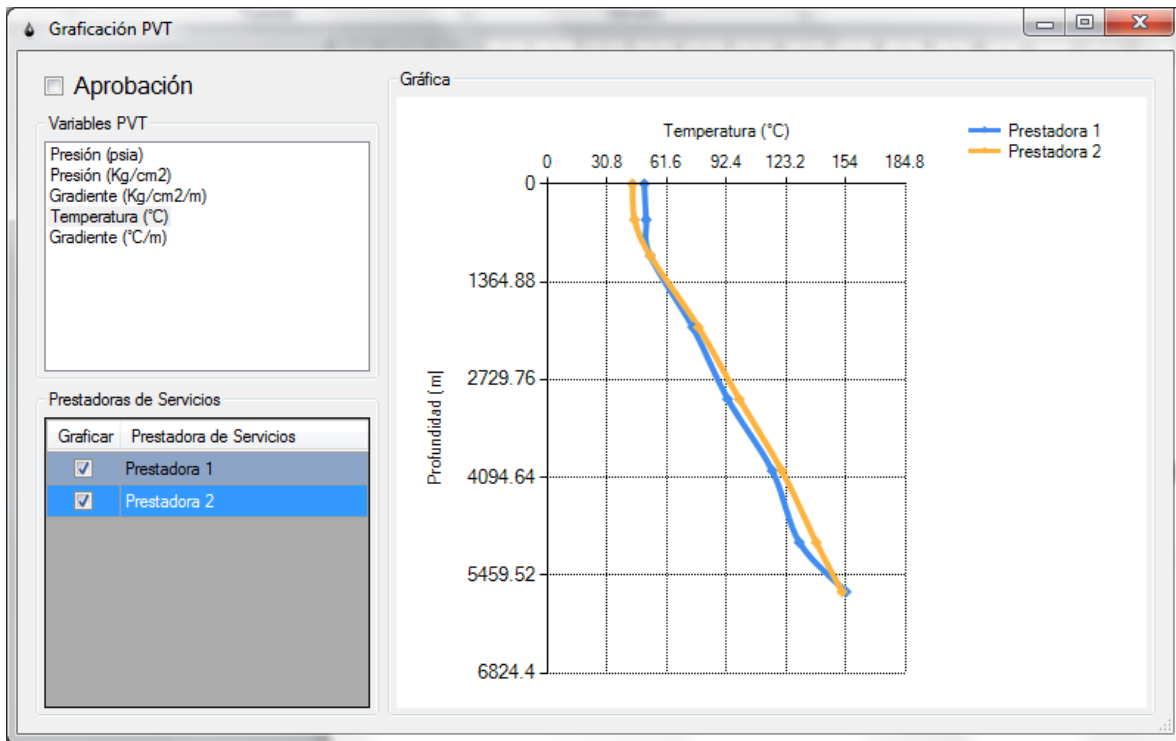 Graficación PVT
Aprobación
Variables PVT
Presión (psia)
Presión (Kg/cm2)
Gradiente (Kg/cm2/m)
Temperatura (°C)
Gradiente (°C/m)
Prestadoras de Servicios
Graficar Prestadora de Servicios
Prestadora 1
Prestadora 2
Gráfica
Temperatura (°C)
0 30.8 61.6 92.4 123.2 154 184.8
Prestadora 1
Prestadora 2
Profundidad (m)
0
1364.88
2729.76
4094.64
5459.52
6824.4